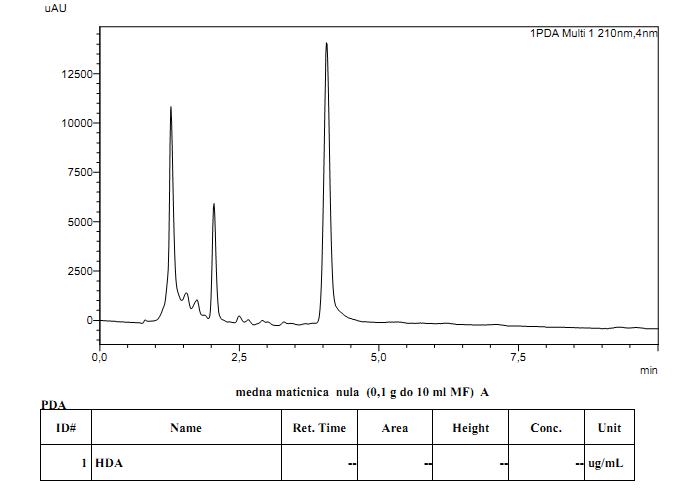 uAU
1PDA Multi 1 210nm,4nm
12500
10000
7500
5000
2500
0
0,0 2,5 5,0 7,5
min
medna maticnica nula (0,1 g do 10 ml MF) A
PDA
ID# Name Ret. Time Area Height Conc. Unit
1 HDA -- -- -- -- ug/mL